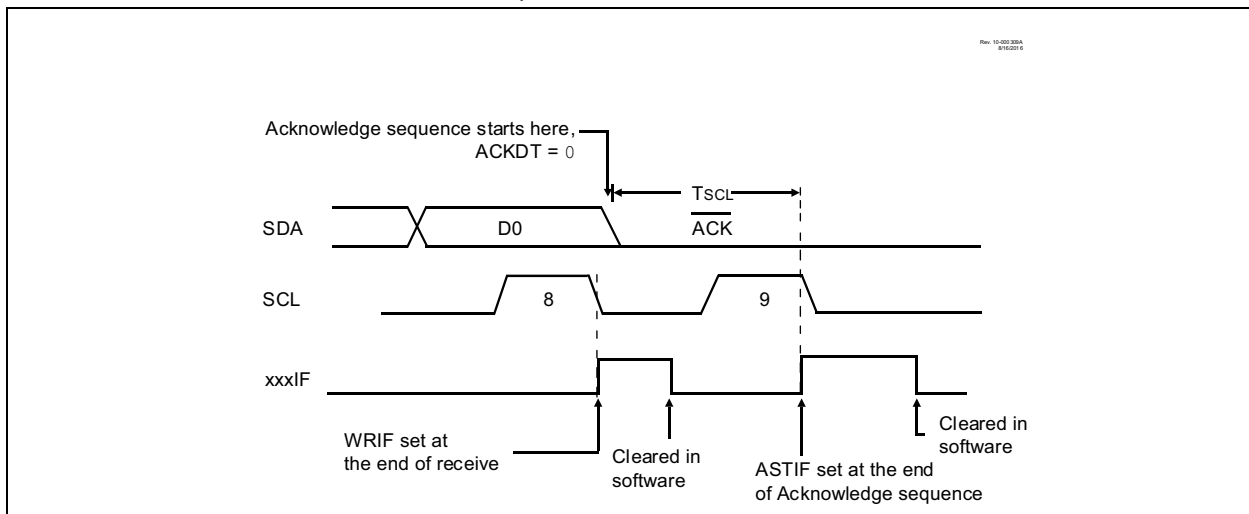 Rev. 10-000309A
8/16/2016
Acknowledge sequence starts here,
ACKDT = 0
TSCL
SDA
D0
ACK
SCL
8
9
xxxIF
WRIF set at
the end of receive
Cleared in
software
ASTIF set at the end
of Acknowledge sequence
Cleared in
software